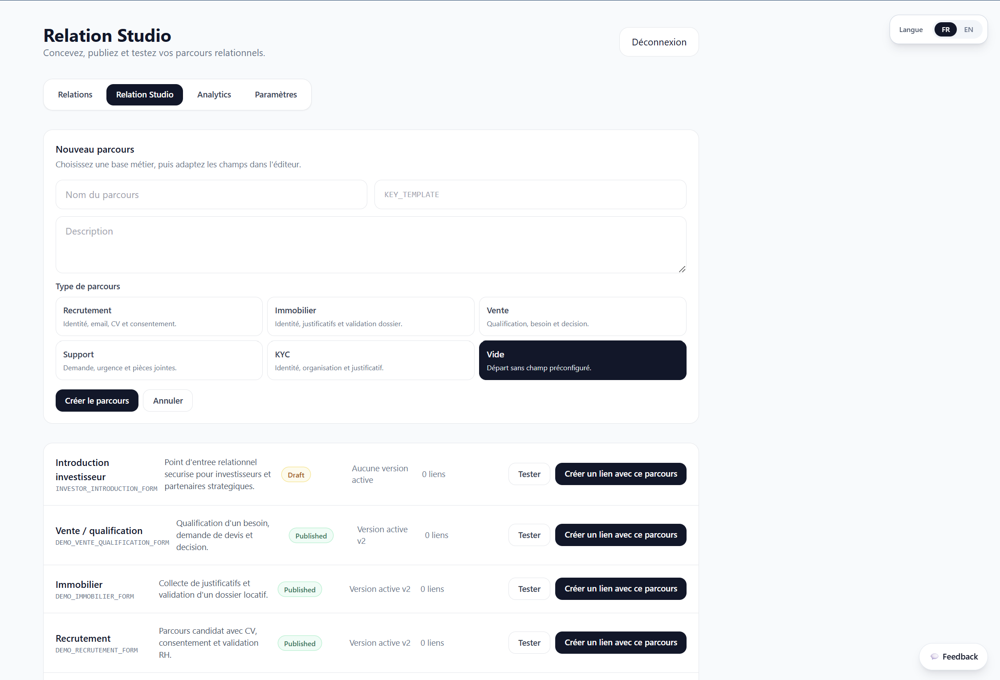 Relation Studio
Concevez, publiez et testez vos parcours relationnels.
Déconnexion
Langue
FR
EN
Relations
Relation Studio
Analytics
Paramètres
Nouveau parcours
Choisissez une base métier, puis adaptez les champs dans l'éditeur.
Nom du parcours
KEY_TEMPLATE
Description
Type de parcours
Recrutement
Identité, email, CV et consentement.
Immobilier
Identité, justificatifs et validation dossier.
Vente
Qualification, besoin et decision.
Support
Demande, urgence et pièces jointes.
KYC
Identité, organisation et justificatif.
Vide
Départ sans champ préconfiguré.
Créer le parcours
Annuler
Introduction
investisseur
INVESTOR_INTRODUCTION_FORM
Point d'entree relationnel
securise pour investisseurs et
partenaires strategiques.
Draft
Aucune version
active
0 liens
Tester
Créer un lien avec ce parcours
Vente / qualification
DEMO_VENTE_QUALIFICATION_FORM
Qualification d'un besoin,
demande de devis et
decision.
Published
Version active
v2
0 liens
Tester
Créer un lien avec ce parcours
Immobilier
DEMO_IMMOBILIER_FORM
Collecte de justificatifs et
validation d'un dossier locatif.
Published
Version active v2
0 liens
Tester
Créer un lien avec ce parcours
Recrutement
DEMO_RECRUTEMENT_FORM
Parcours candidat avec CV,
consentement et validation
RH.
Published
Version active v2
0 liens
Tester
Créer un lien avec ce parcours
Feedback